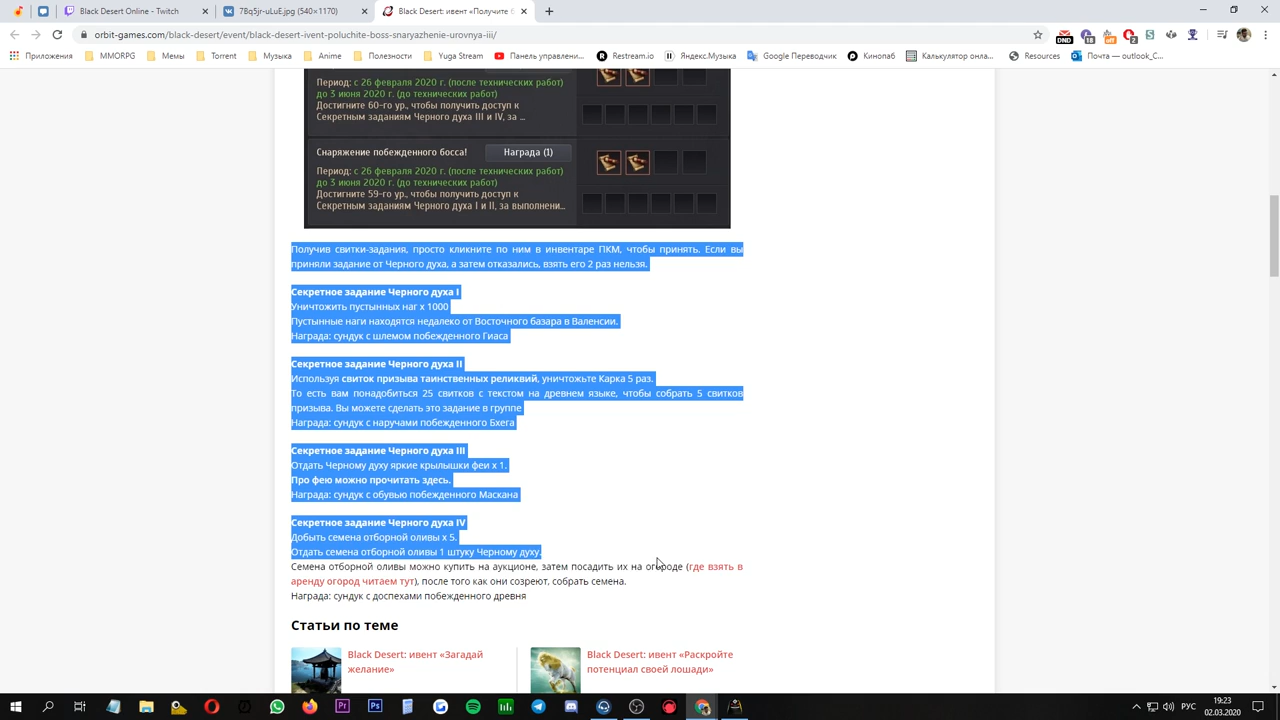 Black Desert Online - Twitch
7Bq5jr-uLuE.jpg (540×1170)
Black Desert: ивент «Получите б
orbit-games.com/black-desert/event/black-desert-ivent-poluchite-boss-snaryazhenie-urovnya-iii/
Приложения MMORPG Мемы Torrent Музыка Anime Полезности Yuga Stream Панель управлени... Restream.io Яндекс.Музыка Google Переводчик Кинопаб Калькулятор онла... Resources Почта — outlook_C...
Период: с 26 февраля 2020 г. (после технических работ)
до 3 июня 2020 г. (до технических работ)
Достигните 60-го ур., чтобы получить доступ к
Секретным заданиям Черного духа III и IV, за ...
Снаряжение побежденного босса! Награда (1)
Период: с 26 февраля 2020 г. (после технических работ)
до 3 июня 2020 г. (до технических работ)
Достигните 59-го ур., чтобы получить доступ к
Секретным заданиям Черного духа I и II, за выполнени...
Получив свитки-задания, просто кликните по ним в инвентаре ПКМ, чтобы принять. Если вы
приняли задание от Черного духа, а затем отказались, взять его 2 раз нельзя.
Секретное задание Черного духа I
Уничтожить пустынных наг x 1000
Пустынные наги находятся недалеко от Восточного базара в Валенсии.
Награда: сундук с шлемом побежденного Гиаса
Секретное задание Черного духа II
Используя свиток призыва таинственных реликвий, уничтожьте Карка 5 раз.
То есть вам понадобиться 25 свитков с текстом на древнем языке, чтобы собрать 5 свитков
призыва. Вы можете сделать это задание в группе
Награда: сундук с наручами побежденного Бхега
Секретное задание Черного духа III
Отдать Черному духу яркие крылышки феи x 1.
Про фею можно прочитать здесь.
Награда: сундук с обувью побежденного Маскана
Секретное задание Черного духа IV
Добыть семена отборной оливы x 5.
Отдать семена отборной оливы 1 штуку Черному духу.
Семена отборной оливы можно купить на аукционе, затем посадить их на огороде (где взять в
аренду огород читаем тут), после того как они созреют, собрать семена.
Награда: сундук с доспехами побежденного древня
Статьи по теме
Black Desert: ивент «Загадай
желание»
Black Desert: ивент «Раскройте
потенциал своей лошади»
РУС
19:23
02.03.2020